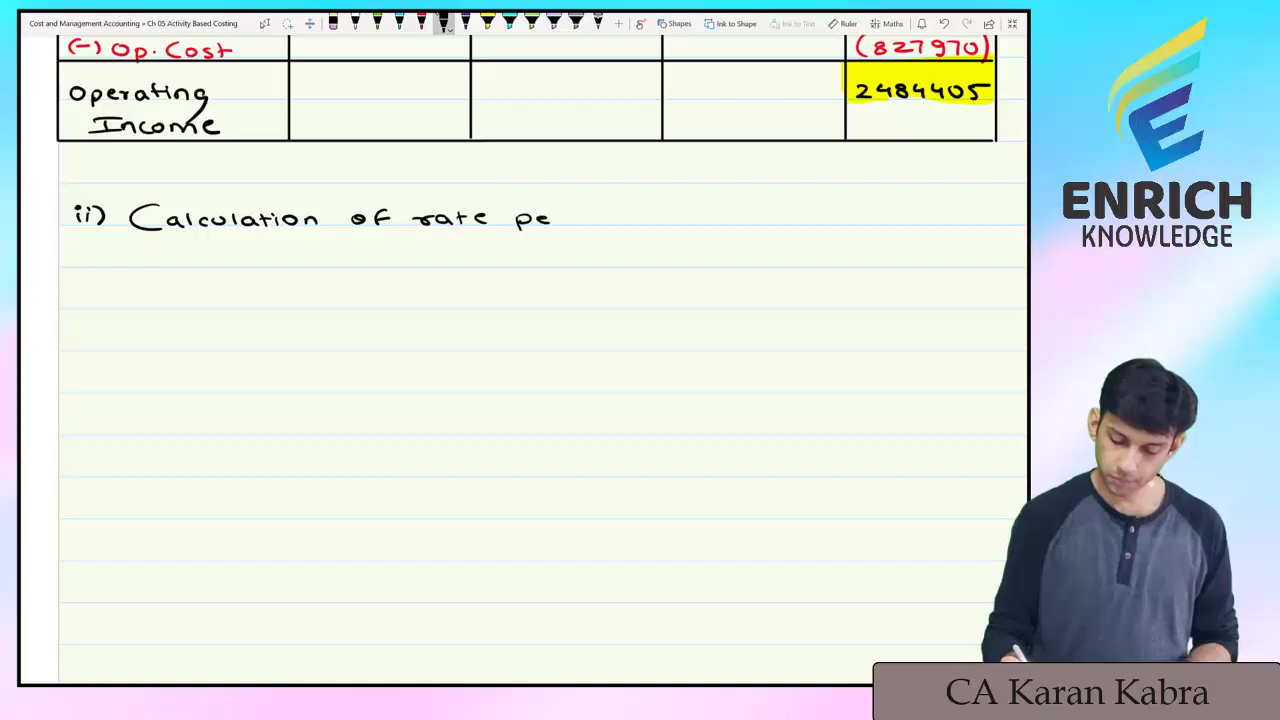 Cost and Management Accounting » Ch 05 Activity Based Costing
Shapes
Ink to Shape
Ink to Text
Ruler
Maths
(-) Op. Cost (827970)
Operating 2484405
Income
ii) Calculation of rate pe
ENRICH
KNOWLEDGE
CA Karan Kabra